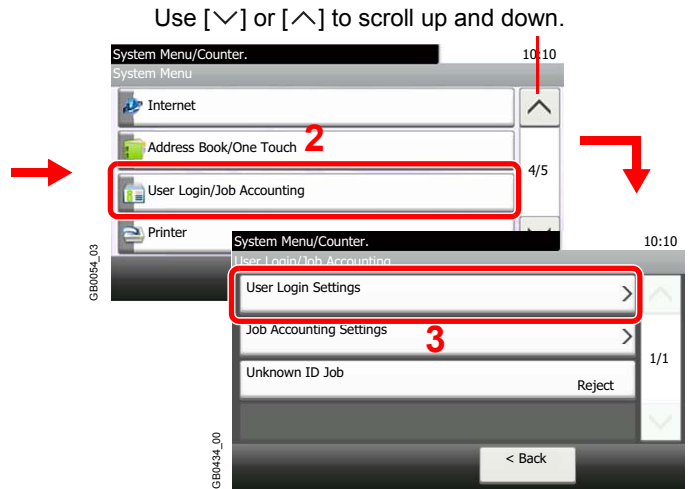 Use [∨] or [∧] to scroll up and down.
System Menu/Counter.
10:10
System Menu
Internet
Address Book/One Touch
2
4/5
User Login/Job Accounting
Printer
GB0054_03
System Menu/Counter.
10:10
User Login/Job Accounting
User Login Settings
Job Accounting Settings
3
1/1
Unknown ID Job
Reject
< Back
GB0434_00